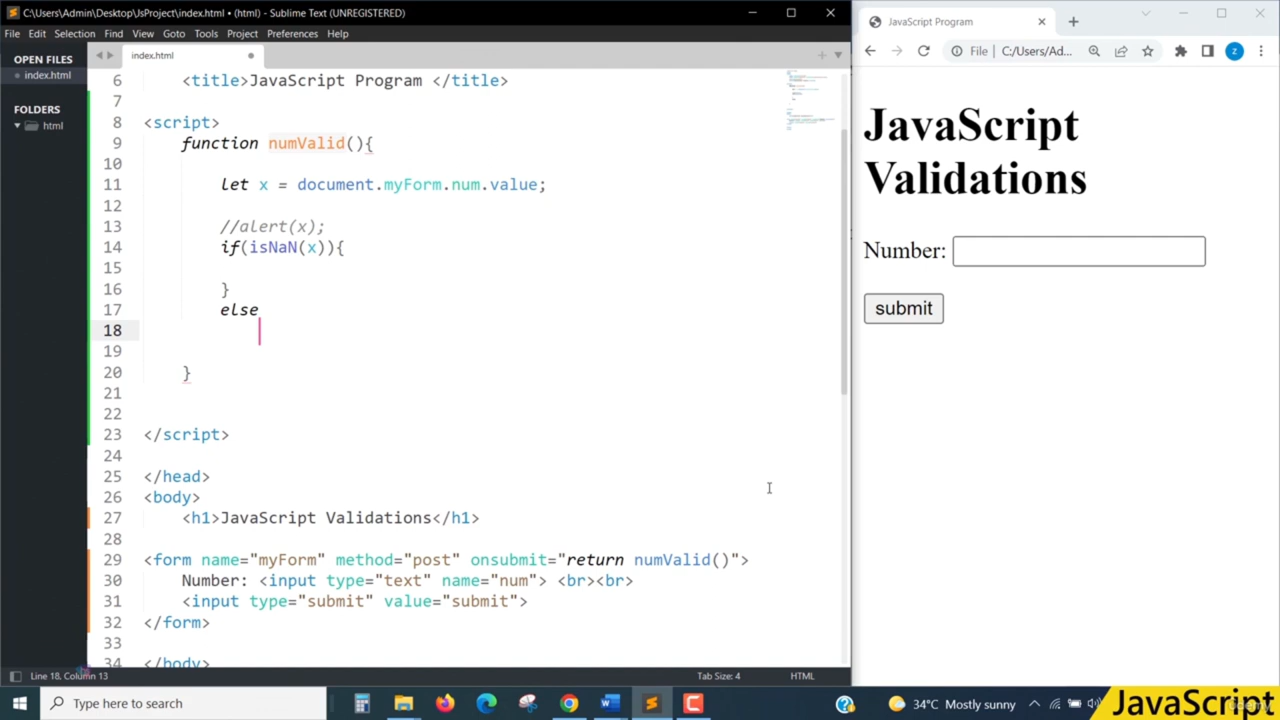 C:\Users\Admin\Desktop\JsProject\index.html • (html) - Sublime Text (UNREGISTERED)
File Edit Selection Find View Goto Tools Project Preferences Help
OPEN FILES
index.html
FOLDERS
html
index.html
6 <title>JavaScript Program </title>
7
8 <script>
9 function numValid(){
10
11 let x = document.myForm.num.value;
12
13 //alert(x);
14 if(isNaN(x)){
15
16 }
17 else
18
19
20 }
21
22
23 </script>
24
25 </head>
26 <body>
27 <h1>JavaScript Validations</h1>
28
29 <form name="myForm" method="post" onsubmit="return numValid()">
30 Number: <input type="text" name="num"> <br><br>
31 <input type="submit" value="submit">
32 </form>
33
34 </body>
Line 18, Column 13
Tab Size: 4
HTML
JavaScript Program
File
C:/Users/Ad...
z
JavaScript
Validations
Number:
submit
Type here to search
34°C Mostly sunny
JavaScript